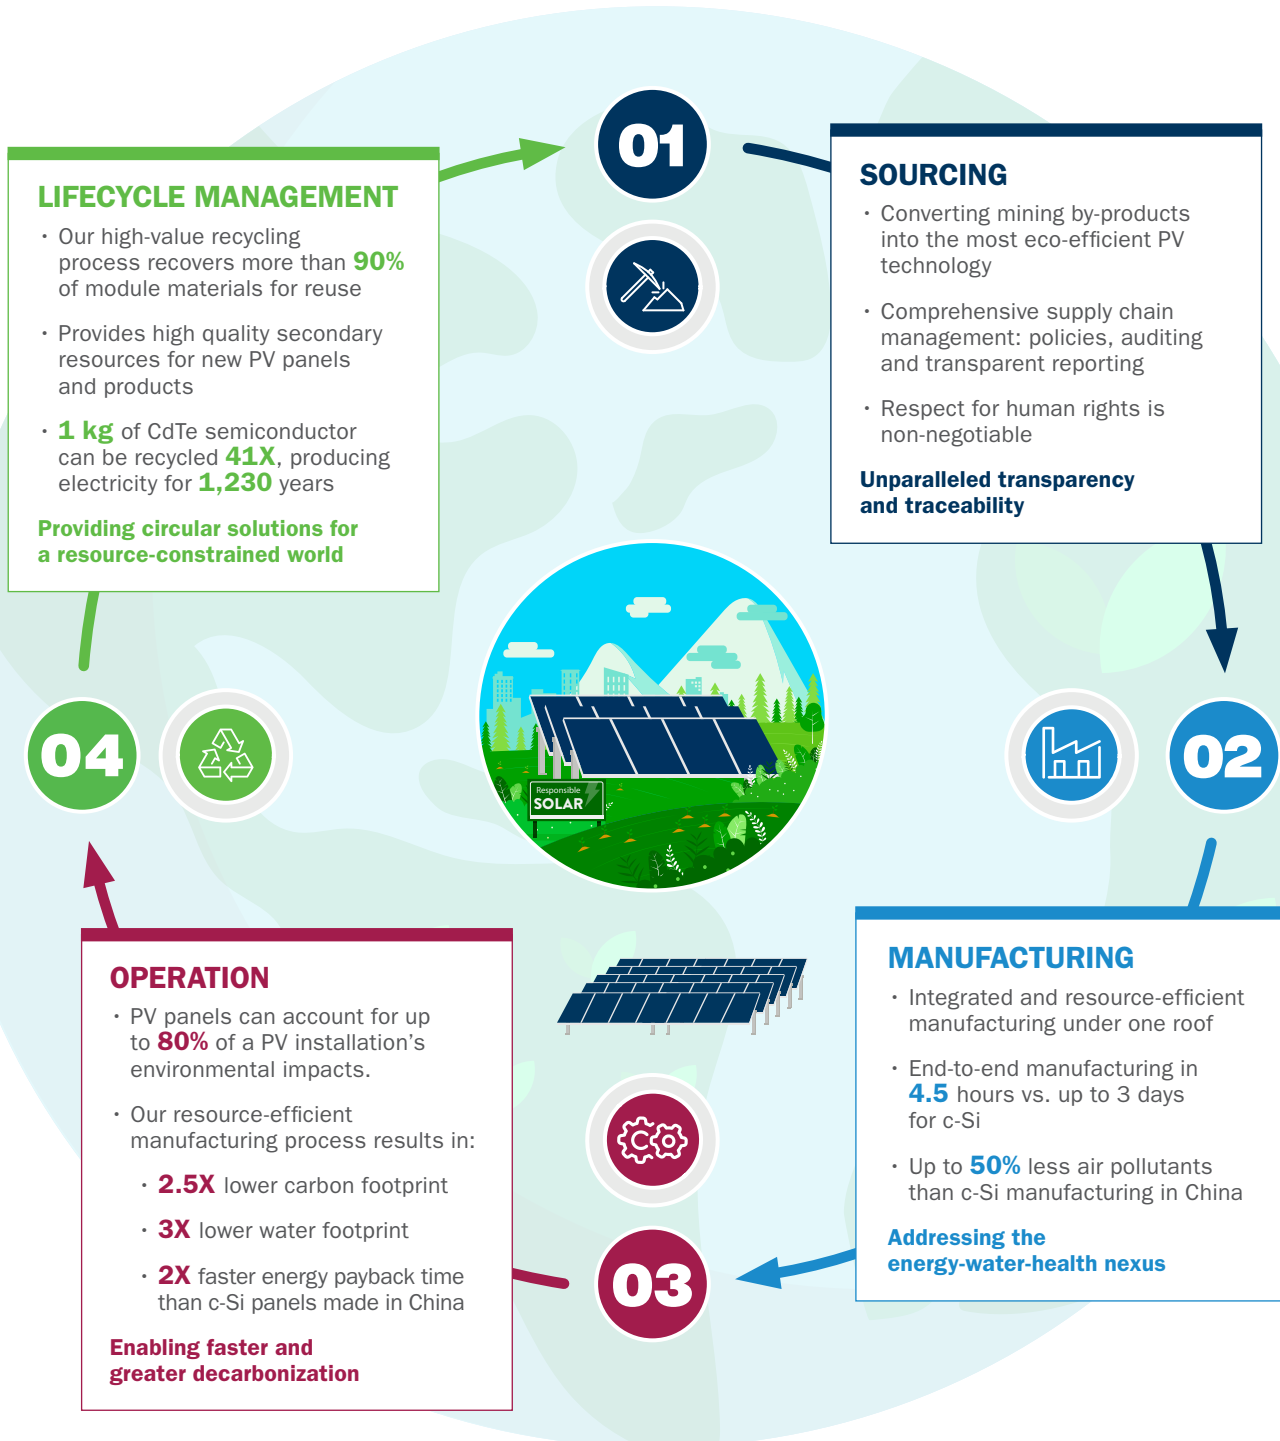 01
SOURCING
· Converting mining by-products
into the most eco-efficient PV
technology
· Comprehensive supply chain
management: policies, auditing
and transparent reporting
· Respect for human rights is
non-negotiable
Unparalleled transparency
and traceability
02
MANUFACTURING
· Integrated and resource-efficient
manufacturing under one roof
· End-to-end manufacturing in
4.5 hours vs. up to 3 days
for c-Si
· Up to 50% less air pollutants
than c-Si manufacturing in China
Addressing the
energy-water-health nexus
03
OPERATION
· PV panels can account for up
to 80% of a PV installation’s
environmental impacts.
· Our resource-efficient
manufacturing process results in:
· 2.5X lower carbon footprint
· 3X lower water footprint
· 2X faster energy payback time
than c-Si panels made in China
Enabling faster and
greater decarbonization
04
LIFECYCLE MANAGEMENT
· Our high-value recycling
process recovers more than 90%
of module materials for reuse
· Provides high quality secondary
resources for new PV panels
and products
· 1 kg of CdTe semiconductor
can be recycled 41X, producing
electricity for 1,230 years
Providing circular solutions for
a resource-constrained world
Responsible
SOLAR